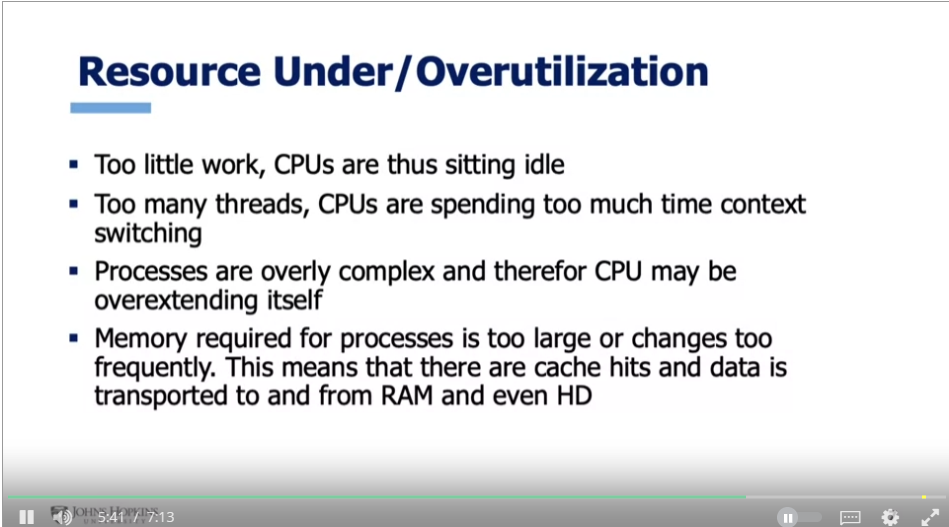 Resource Under/Overutilization
▪ Too little work, CPUs are thus sitting idle
▪ Too many threads, CPUs are spending too much time context
switching
▪ Processes are overly complex and therefor CPU may be
overextending itself
▪ Memory required for processes is too large or changes too
frequently. This means that there are cache hits and data is
transported to and from RAM and even HD
JOHNS HOPKINS
5:41 / 7:13